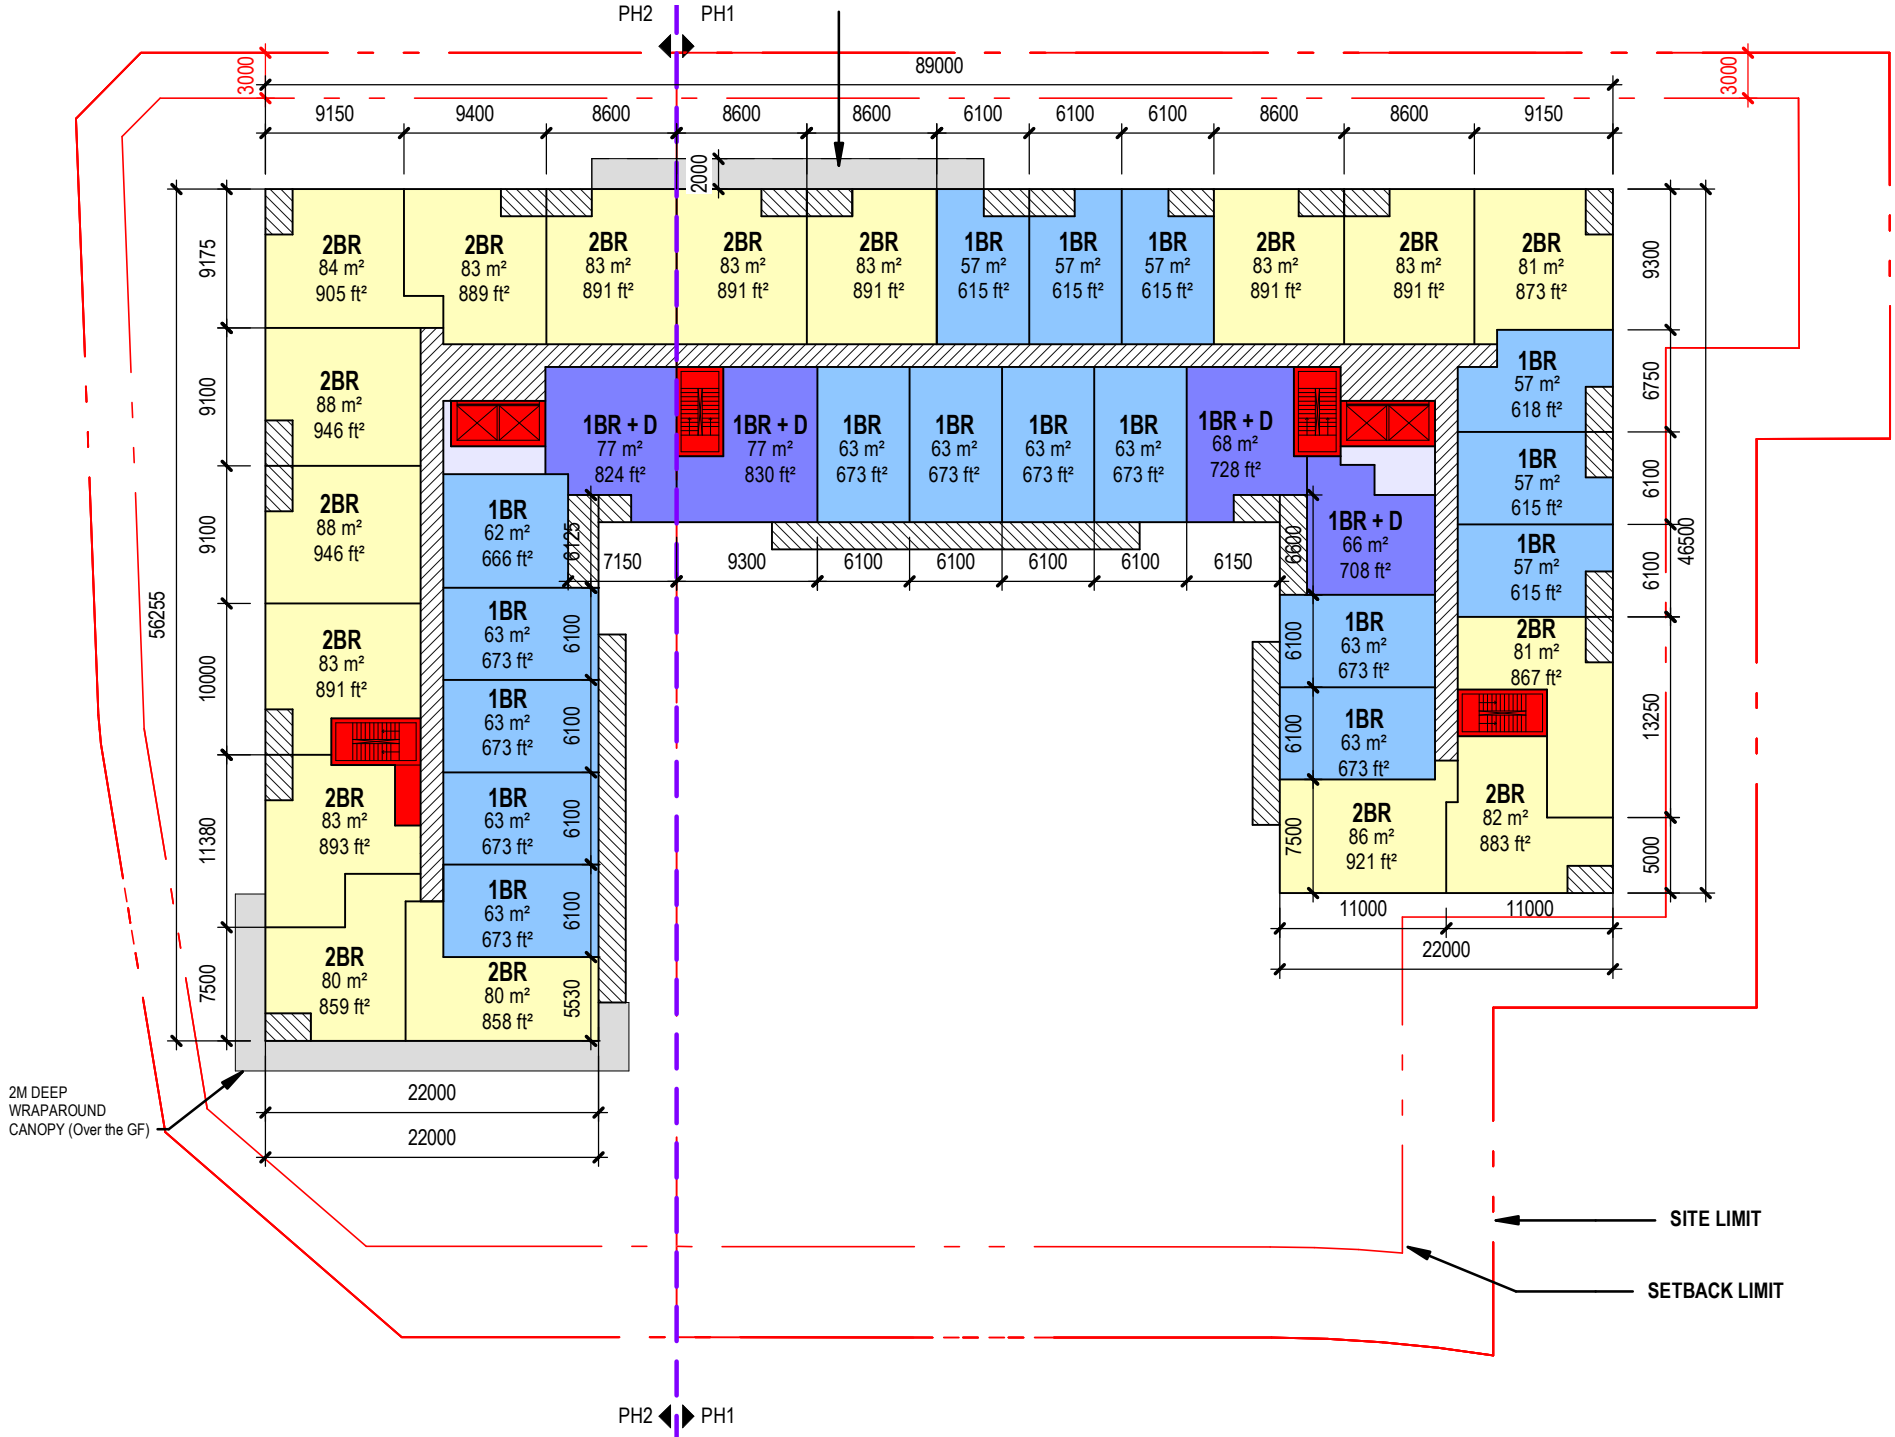 PH2 PH1
3000
89000
3000
9150 9400 8600 8600 8600 6100 6100 6100 8600 8600 9150
2000
2BR
84 m²
905 ft²
2BR
83 m²
889 ft²
2BR
83 m²
891 ft²
2BR
83 m²
891 ft²
2BR
83 m²
891 ft²
1BR
57 m²
615 ft²
1BR
57 m²
615 ft²
1BR
57 m²
615 ft²
2BR
83 m²
891 ft²
2BR
83 m²
891 ft²
2BR
81 m²
873 ft²
56255
9175
9100
9100
10000
11380
7500
9300
6750
6100
6100
13250
5000
46500
2BR
88 m²
946 ft²
2BR
88 m²
946 ft²
2BR
83 m²
891 ft²
2BR
83 m²
893 ft²
2BR
80 m²
859 ft²
2BR
80 m²
858 ft²
1BR + D
77 m²
824 ft²
1BR + D
77 m²
830 ft²
1BR
63 m²
673 ft²
1BR
63 m²
673 ft²
1BR
63 m²
673 ft²
1BR
63 m²
673 ft²
1BR + D
68 m²
728 ft²
1BR
57 m²
618 ft²
1BR
57 m²
615 ft²
1BR
57 m²
615 ft²
1BR
62 m²
666 ft²
6125
7150 9300 6100 6100 6100 6100 6150
6600
1BR + D
66 m²
708 ft²
1BR
63 m²
673 ft²
6100
1BR
63 m²
673 ft²
6100
1BR
63 m²
673 ft²
6100
1BR
63 m²
673 ft²
6100
5530
6100
1BR
63 m²
673 ft²
6100
1BR
63 m²
673 ft²
2BR
81 m²
867 ft²
7500
2BR
86 m²
921 ft²
2BR
82 m²
883 ft²
11000 11000
22000
2M DEEP
WRAPAROUND
CANOPY (Over the GF)
22000
22000
SITE LIMIT
SETBACK LIMIT
PH2 PH1